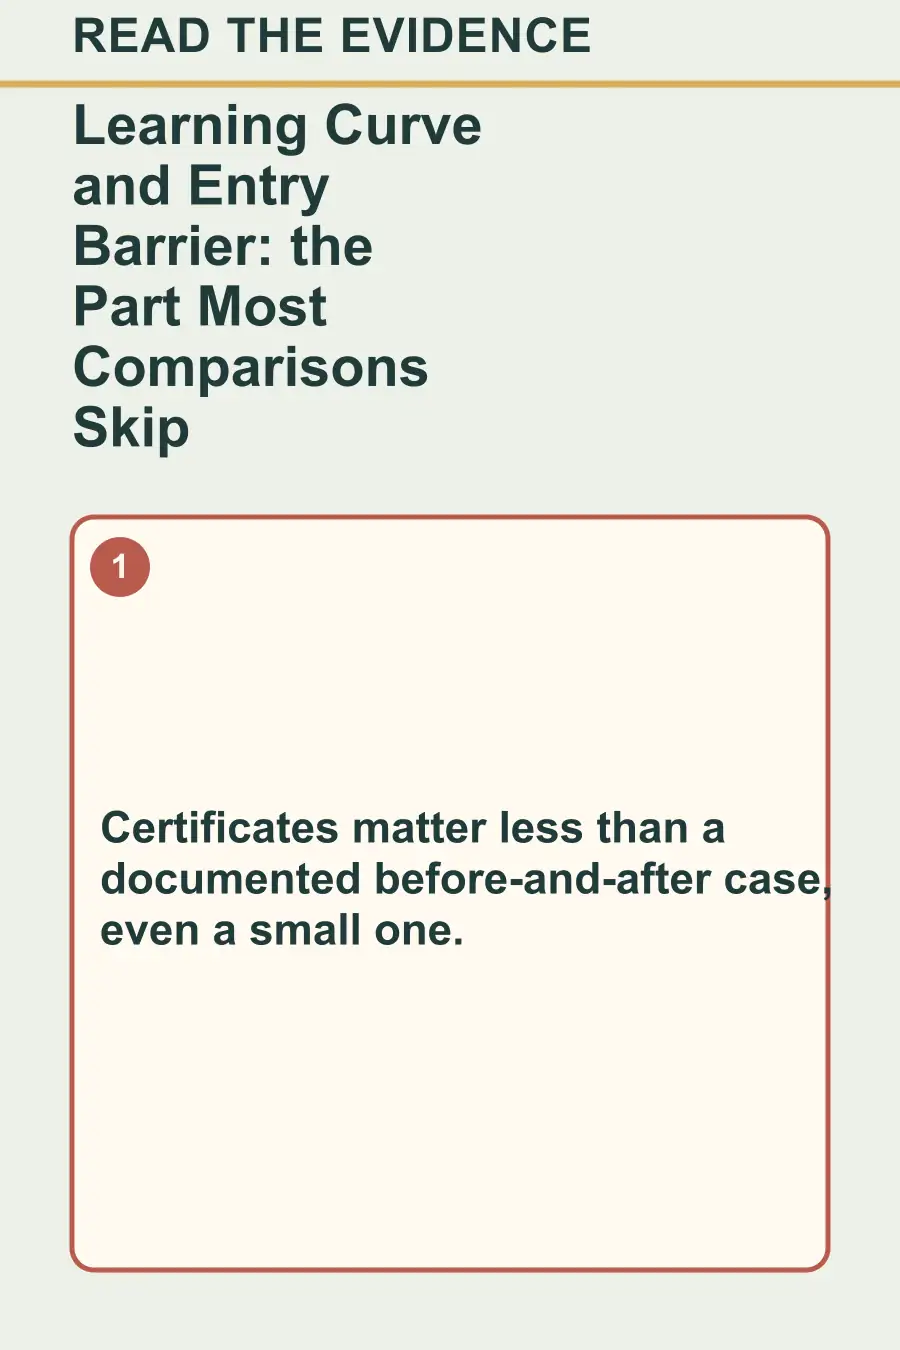 READ THE EVIDENCE
Learning Curve
and Entry
Barrier: the
Part Most
Comparisons
Skip
1
Certificates matter less than a
documented before-and-after case,
even a small one.